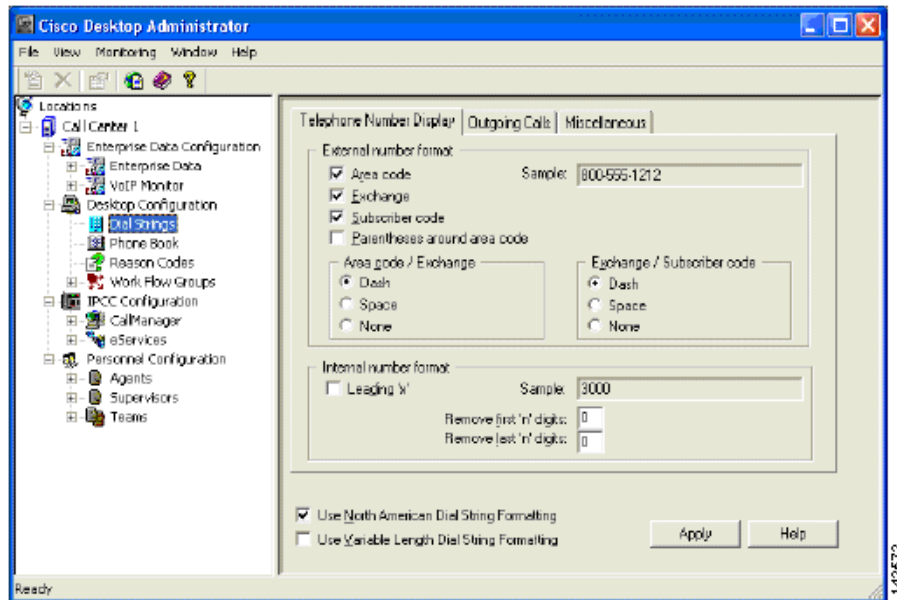 Cisco Desktop Administrator
File View Monitoring Window Help
Locations
Call Center 1
Enterprise Data Configuration
Enterprise Data
VoIP Monitor
Desktop Configuration
Dial Strings
Phone Book
Reason Codes
Work Flow Groups
IPCC Configuration
CallManager
eServices
Personnel Configuration
Agents
Supervisors
Teams
Telephone Number Display Outgoing Calls Miscellaneous
External number format
Area code Sample: 800-555-1212
Exchange
Subscriber code
Parentheses around area code
Area code / Exchange Exchange / Subscriber code
Dash Dash
Space Space
None None
Internal number format
Leading 'x' Sample: 3000
Remove first 'n' digits: 0
Remove last 'n' digits: 0
Use North American Dial String Formatting
Use Variable Length Dial String Formatting
Apply Help
Ready